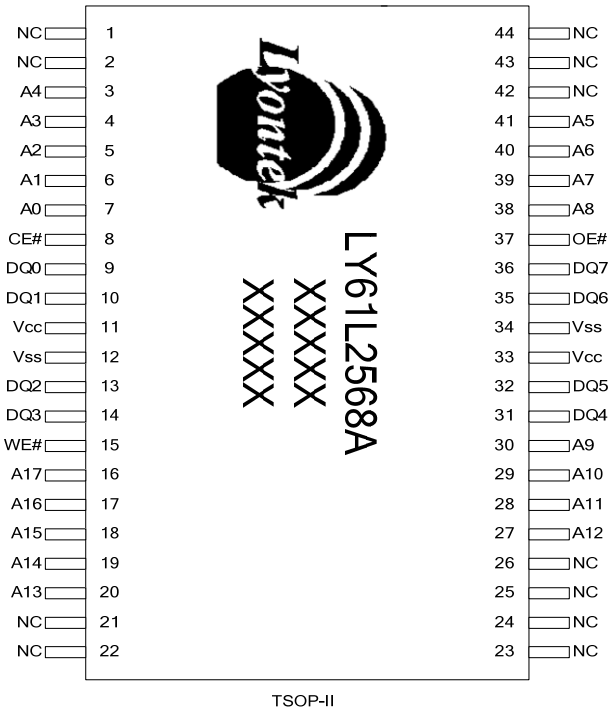 NC 1 44 NC
NC 2 43 NC
A4 3 42 NC
A3 4 41 A5
A2 5 40 A6
A1 6 39 A7
A0 7 38 A8
CE# 8 37 OE#
DQ0 9 36 DQ7
DQ1 10 35 DQ6
Vcc 11 34 Vss
Vss 12 33 Vcc
DQ2 13 32 DQ5
DQ3 14 31 DQ4
WE# 15 30 A9
A17 16 29 A10
A16 17 28 A11
A15 18 27 A12
A14 19 26 NC
A13 20 25 NC
NC 21 24 NC
NC 22 23 NC
Lyontek
LY61L2568A
XXXXX
XXXXX
TSOP-II